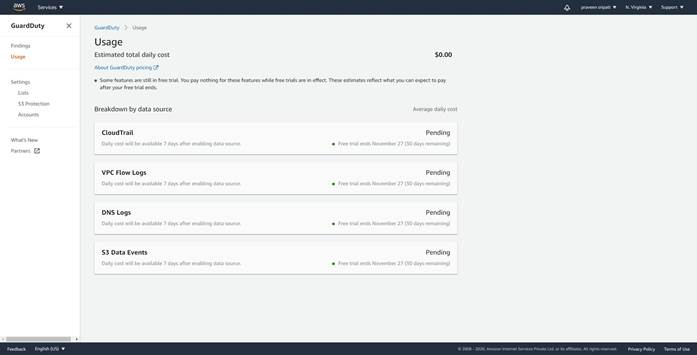 aws
Services
praveen sripati
N. Virginia
Support
GuardDuty
Findings
Usage
Settings
Lists
S3 Protection
Accounts
What's New
Partners
GuardDuty > Usage
Usage
Estimated total daily cost $0.00
About GuardDuty pricing
Some features are still in free trial. You pay nothing for these features while free trials are in effect. These estimates reflect what you can expect to pay
after your free trial ends.
Breakdown by data source Average daily cost
CloudTrail Pending
Daily cost will be available 7 days after enabling data source. Free trial ends November 27 (30 days remaining)
VPC Flow Logs Pending
Daily cost will be available 7 days after enabling data source. Free trial ends November 27 (30 days remaining)
DNS Logs Pending
Daily cost will be available 7 days after enabling data source. Free trial ends November 27 (30 days remaining)
S3 Data Events Pending
Daily cost will be available 7 days after enabling data source. Free trial ends November 27 (30 days remaining)
Feedback English (US) © 2008 - 2020, Amazon Internet Services Private Ltd. or its affiliates. All rights reserved. Privacy Policy Terms of Use